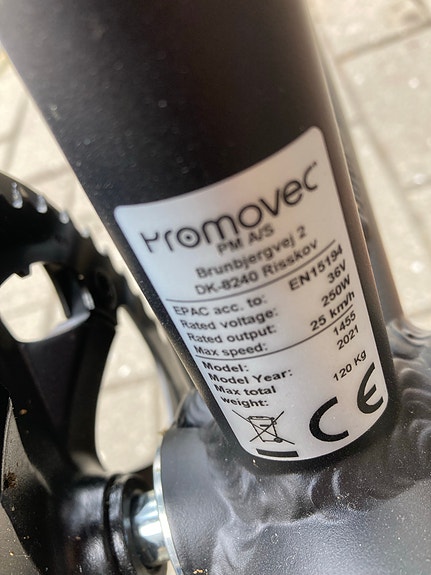 Promovec
PM A/S
Brunbjergvej 2
DK-8240 Risskov
EPAC acc. to: EN15194
Rated voltage: 36V
Rated output: 250W
Max speed: 25 km/h
Model: 1455
Model Year: 2021
Max total
weight: 120 Kg
CE